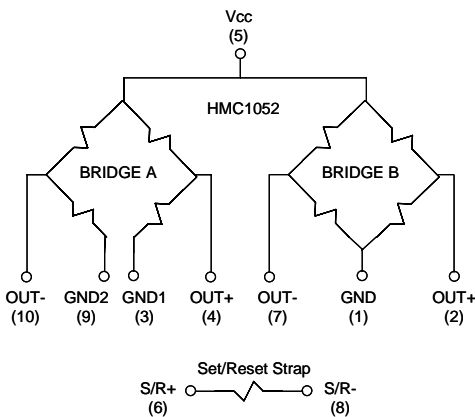 Vcc
(5)
HMC1052
BRIDGE A
BRIDGE B
OUT- GND2 GND1 OUT+ OUT- GND OUT+
(10) (9) (3) (4) (7) (1) (2)
Set/Reset Strap
S/R+ S/R-
(6) (8)